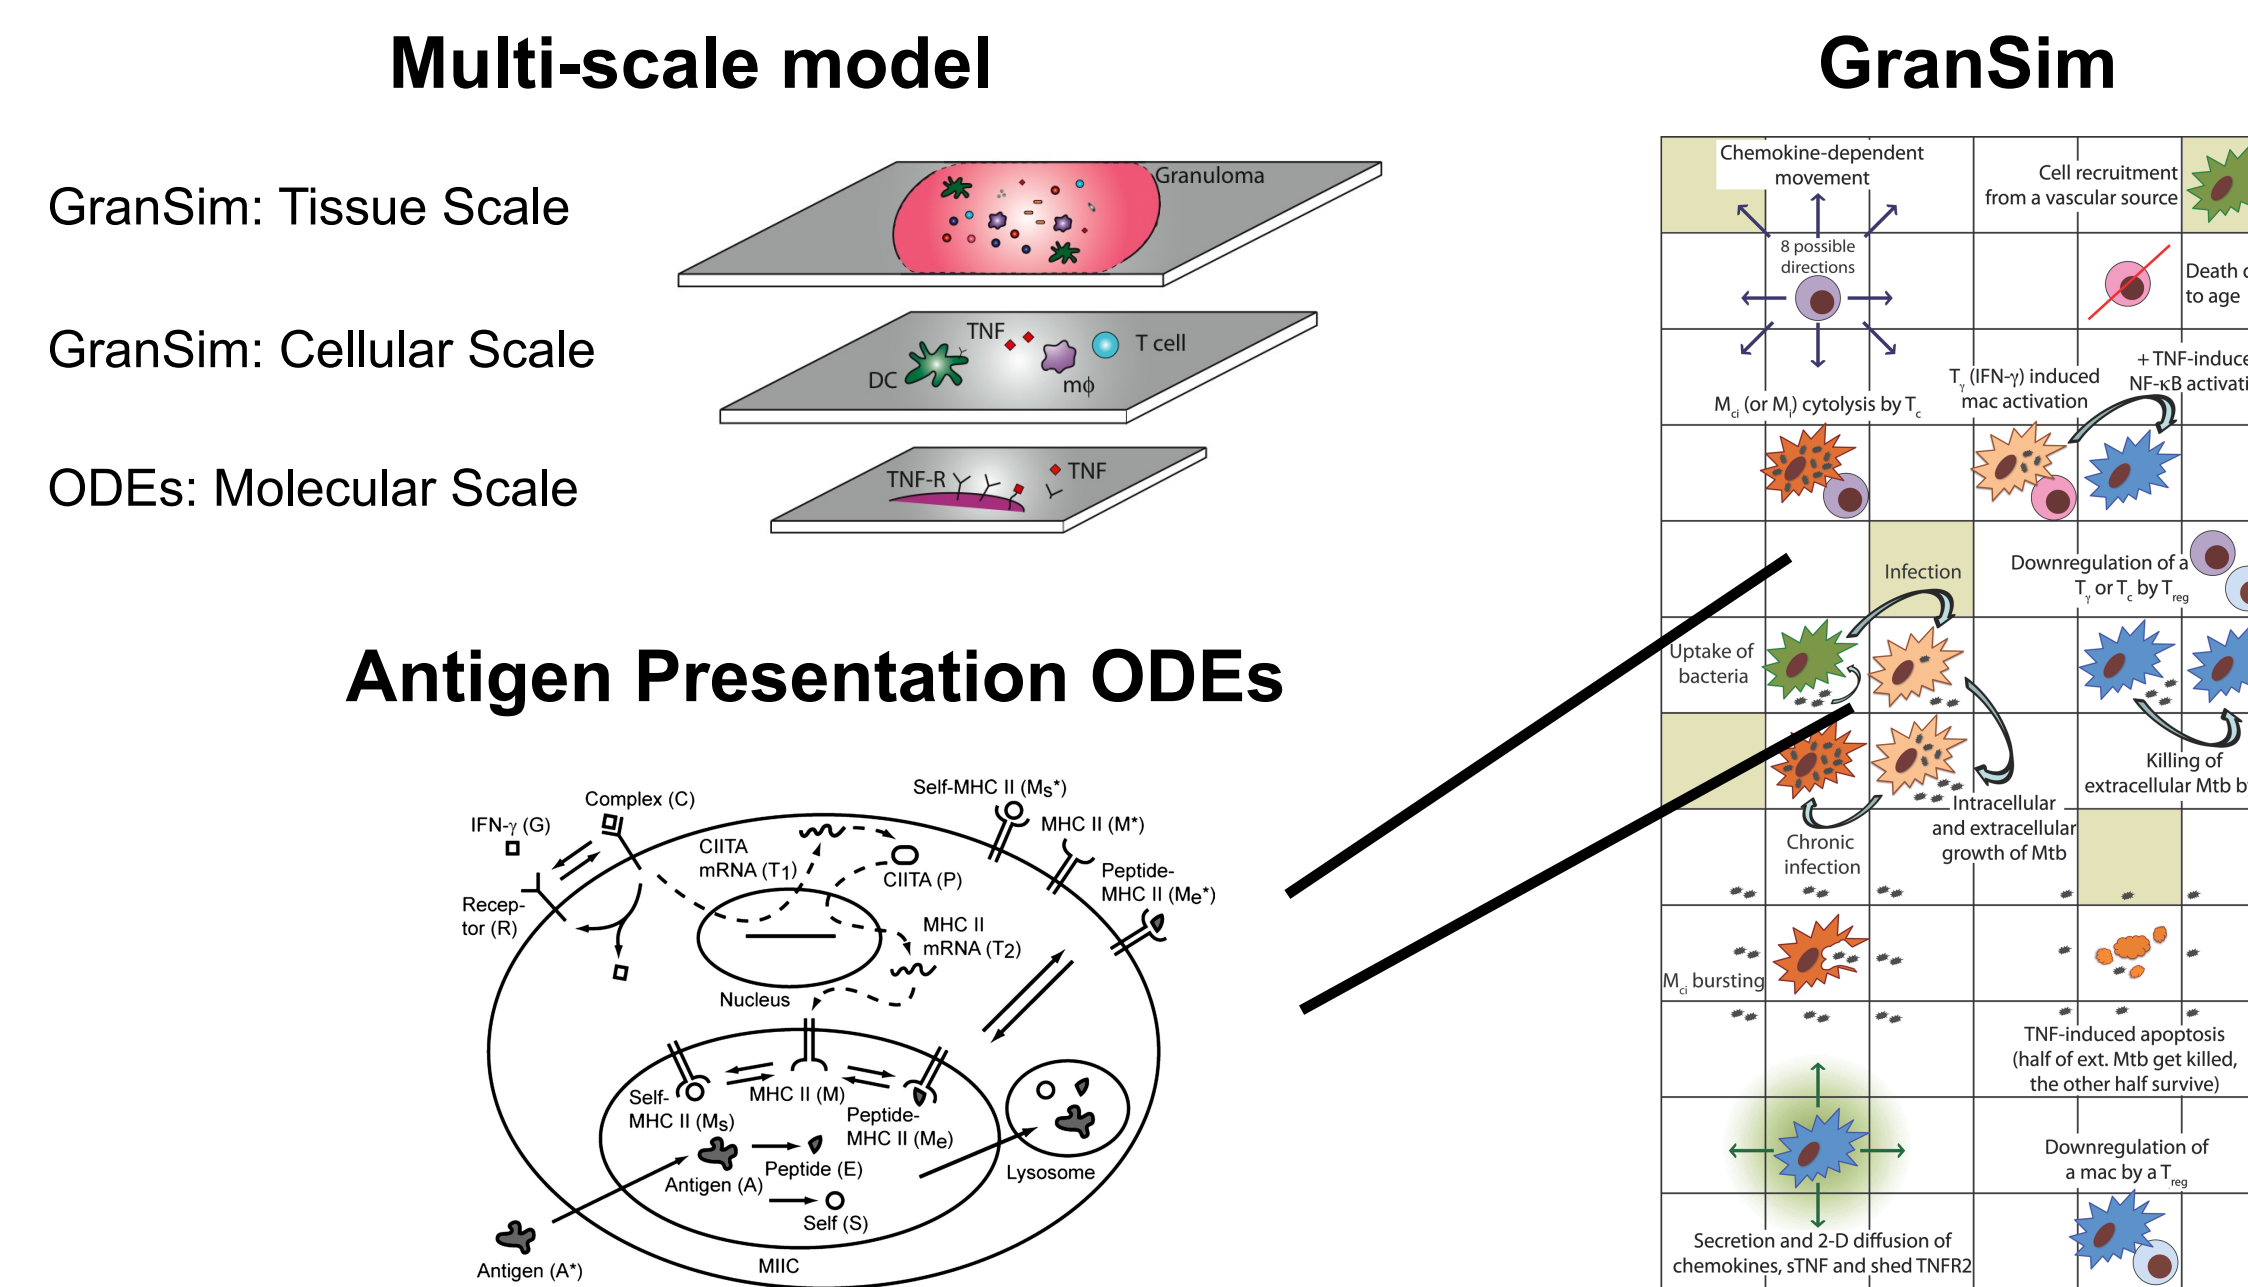 Multi-scale model
GranSim: Tissue Scale
GranSim: Cellular Scale
ODEs: Molecular Scale
Granuloma
TNF
T cell
DC
mϕ
TNF-R
TNF
Antigen Presentation ODEs
Complex (C)
IFN-γ (G)
Recep-
tor (R)
CIITA
mRNA (T1)
CIITA (P)
Self-MHC II (Ms*)
MHC II (M*)
Peptide-
MHC II (Me*)
MHC II
mRNA (T2)
Nucleus
Self-
MHC II (Ms)
MHC II (M)
Peptide-
MHC II (Me)
Antigen (A)
Peptide (E)
Self (S)
Lysosome
Antigen (A*)
MIIC
GranSim
Chemokine-dependent
movement
8 possible
directions
Cell recruitment
from a vascular source
Death
to age
Mci (or Mi) cytolysis by Tc
Tγ (IFN-γ) induced
mac activation
+ TNF-induce
NF-κB activati
Infection
Downregulation of a
Tγ or Tc by Treg
Uptake of
bacteria
Killing of
extracellular Mtb b
Chronic
infection
Intracellular
and extracellular
growth of Mtb
Mci bursting
TNF-induced apoptosis
(half of ext. Mtb get killed,
the other half survive)
Downregulation of
a mac by a Treg
Secretion and 2-D diffusion of
chemokines, sTNF and shed TNFR2